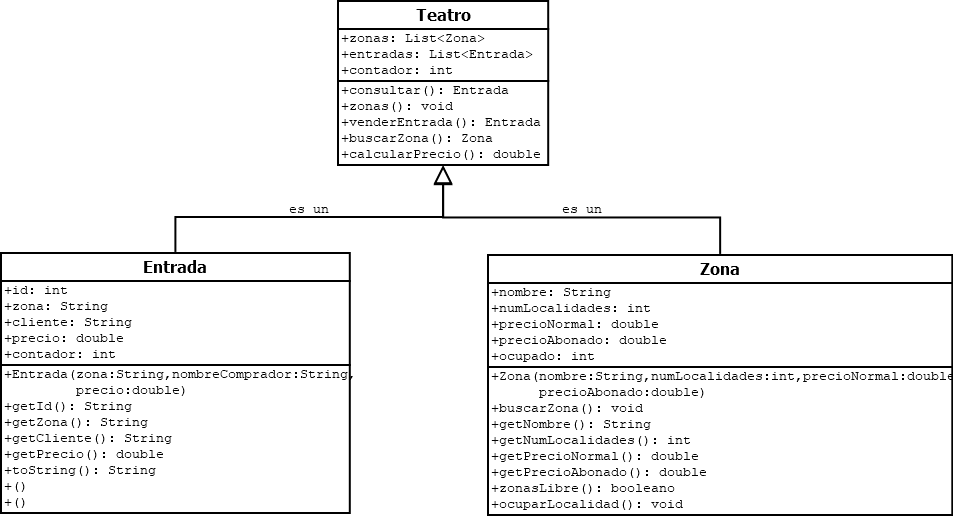 Teatro
+zonas: List<Zona>
+entradas: List<Entrada>
+contador: int
+consultar(): Entrada
+zonas(): void
+venderEntrada(): Entrada
+buscarZona(): Zona
+calcularPrecio(): double
es un
es un
Entrada
+id: int
+zona: String
+cliente: String
+precio: double
+contador: int
+Entrada(zona:String,nombreComprador:String,
precio:double)
+getId(): String
+getZona(): String
+getCliente(): String
+getPrecio(): double
+toString(): String
+()
+()
Zona
+nombre: String
+numLocalidades: int
+precioNormal: double
+precioAbonado: double
+ocupado: int
+Zona(nombre:String,numLocalidades:int,precioNormal:double
precioAbonado:double)
+buscarZona(): void
+getNombre(): String
+getNumLocalidades(): int
+getPrecioNormal(): double
+getPrecioAbonado(): double
+zonasLibre(): booleano
+ocuparLocalidad(): void